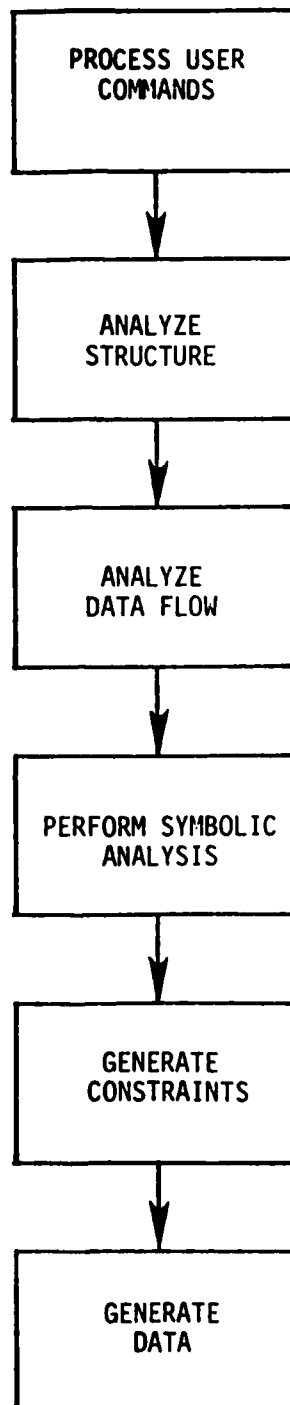 PROCESS USER
COMMANDS
ANALYZE
STRUCTURE
ANALYZE
DATA FLOW
PERFORM SYMBOLIC
ANALYSIS
GENERATE
CONSTRAINTS
GENERATE
DATA